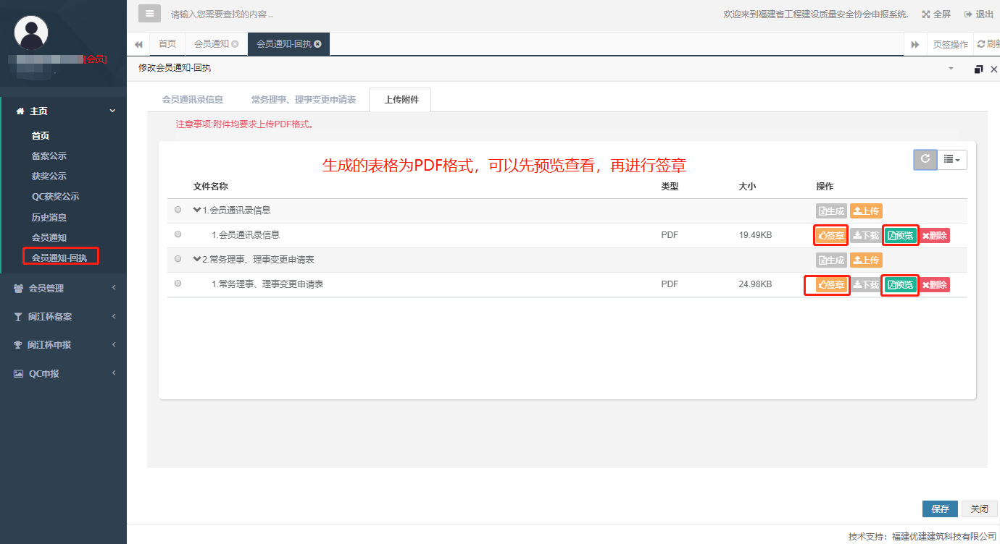 请输入您需要查找的内容 ..
欢迎来到福建省工程建设质量安全协会申报系统.
全屏
退出
[会员]
首页
会员通知
会员通知-回执
页签操作
刷新
修改会员通知-回执
主页
首页
备案公示
获奖公示
QC获奖公示
历史消息
会员通知
会员通知-回执
会员管理
闽江杯备案
闽江杯申报
QC申报
会员通讯录信息
常务理事、理事变更申请表
上传附件
注意事项:附件均要求上传PDF格式。
生成的表格为PDF格式，可以先预览查看，再进行签章
文件名称 类型 大小 操作
1.会员通讯录信息 生成 上传
1.会员通讯录信息 PDF 19.49KB 签章 下载 预览 删除
2.常务理事、理事变更申请表 生成 上传
1.常务理事、理事变更申请表 PDF 24.98KB 签章 下载 预览 删除
保存 关闭
技术支持：福建优建建筑科技有限公司